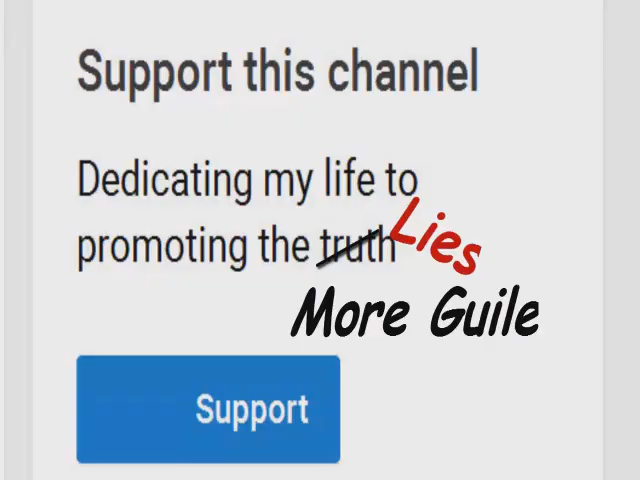 Support this channel
Dedicating my life to
promoting the truth Lies
More Guile
Support